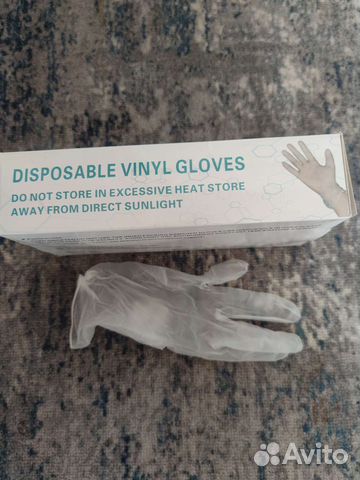 DISPOSABLE VINYL GLOVES
DO NOT STORE IN EXCESSIVE HEAT STORE
AWAY FROM DIRECT SUNLIGHT
Avito